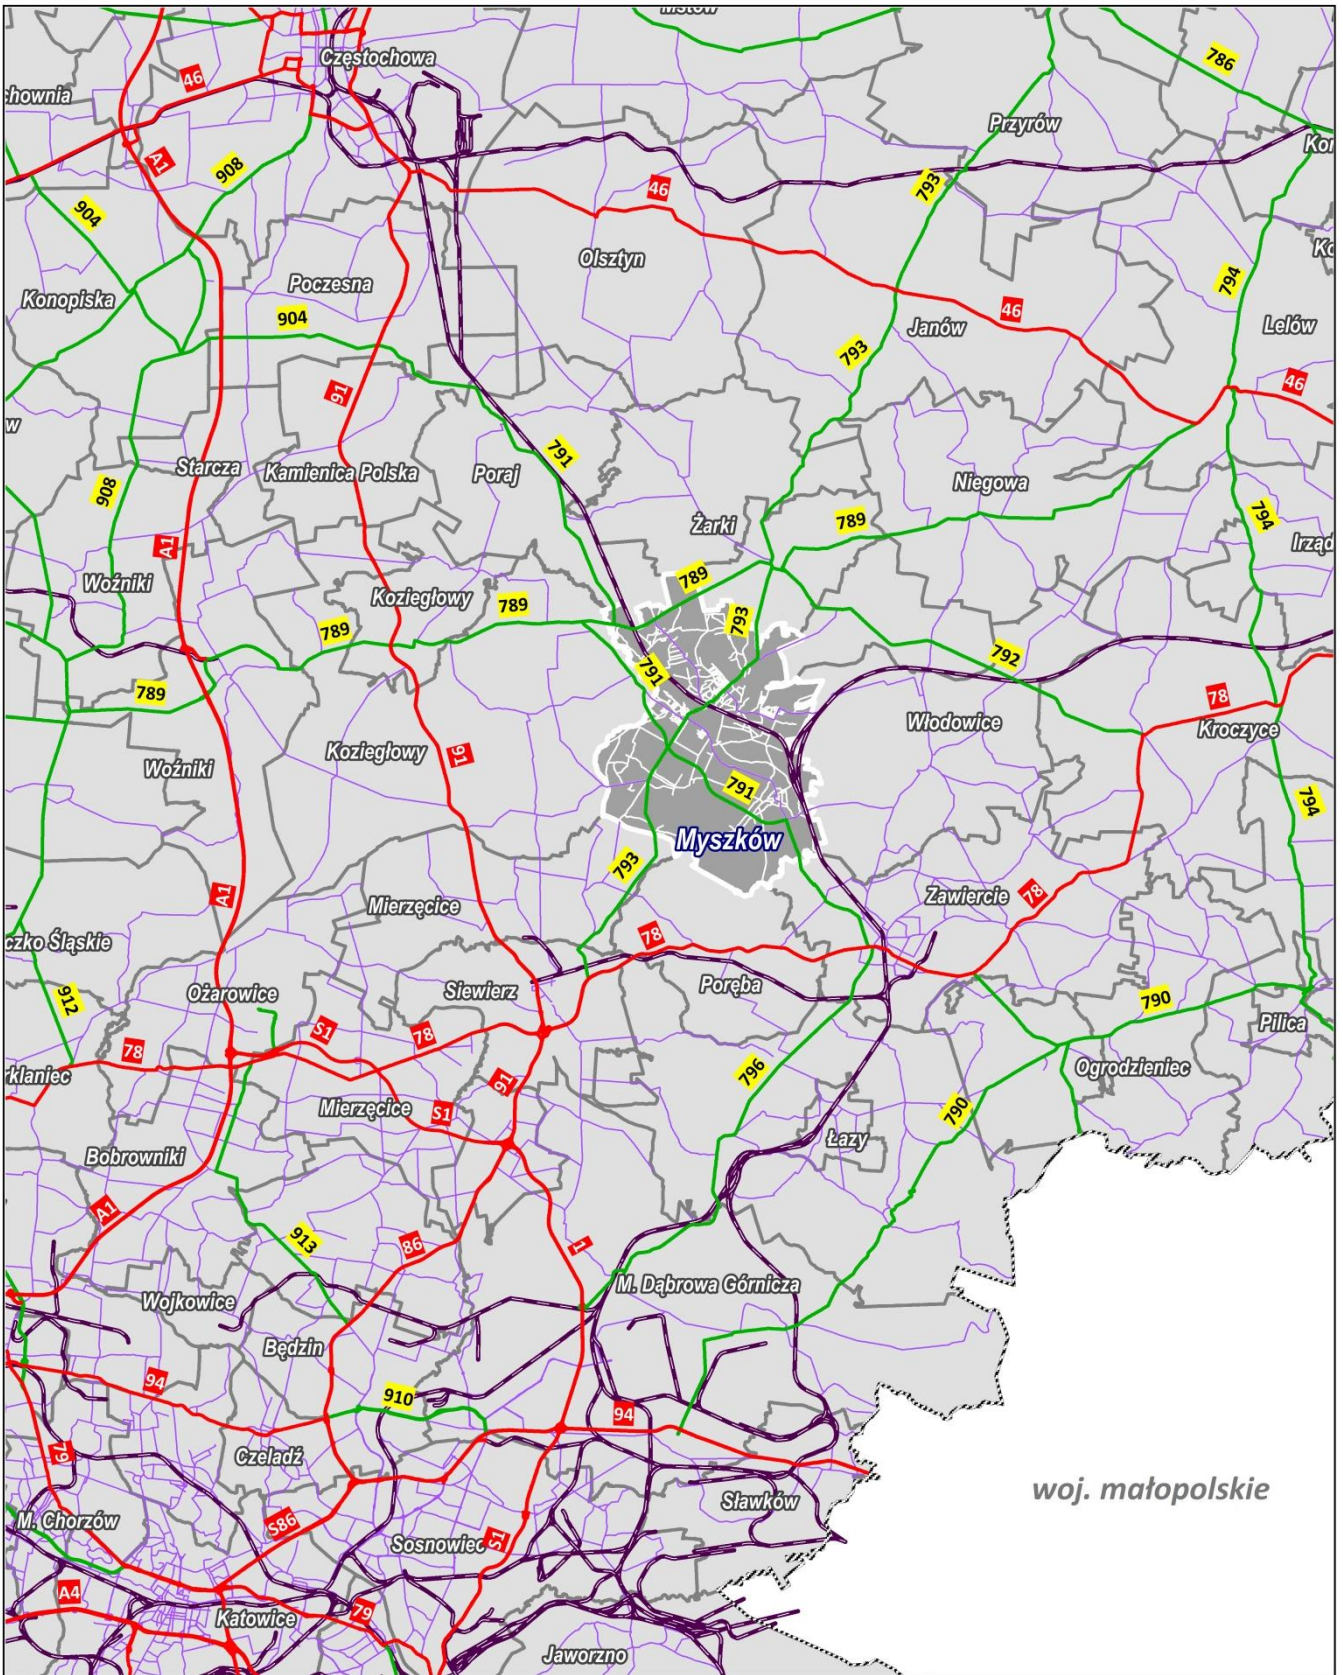 Mstów
Częstochowa
786
46
chownia
Przyrów
A1
908
793
46
904
Olsztyn
794
Poczesna
Konopiska
904
46
Janów
Lelów
793
91
46
w
791
Starcza
Kamienica Polska
Poraj
Niegowa
908
789
794
Żarki
A1
Irząd
Woźniki
789
Koziegłowy
789
793
789
792
791
789
78
Włodowice
Kroczyce
Koziegłowy
91
Woźniki
791
794
Myszków
793
A1
78
Zawiercie
Mierzęcice
78
czko Śląskie
Ożarowice
Siewierz
Poręba
912
790
Pilica
S1
78
78
Ogrodzieniec
rklaniec
91
796
Mierzęcice
S1
790
Łazy
Bobrowniki
A1
913
86
1
M. Dąbrowa Górnicza
Wojkowice
Będzin
94
910
94
79
Czeladź
woj. małopolskie
Sławków
M. Chorzów
S86
Sosnowiec
S1
A4
79
Katowice
Jaworzno